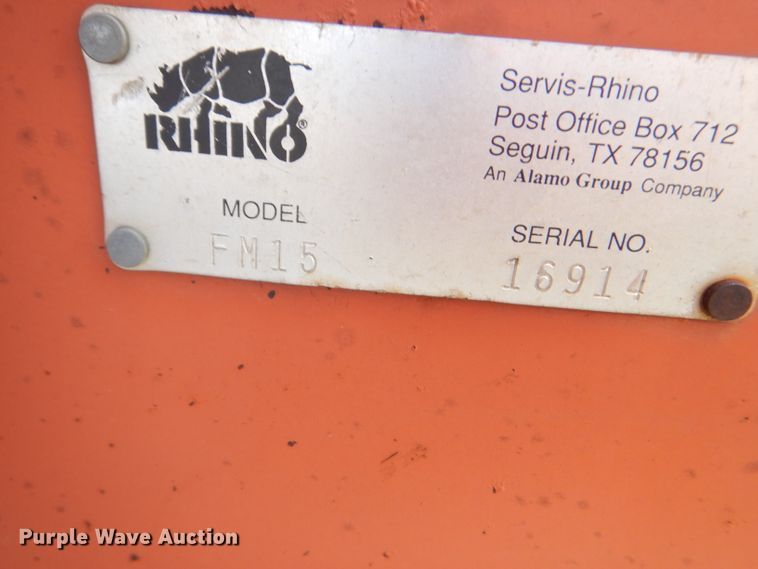 RHINO®
Servis-Rhino
Post Office Box 712
Seguin, TX 78156
An Alamo Group Company
MODEL
FM15
SERIAL NO.
16914
Purple Wave Auction